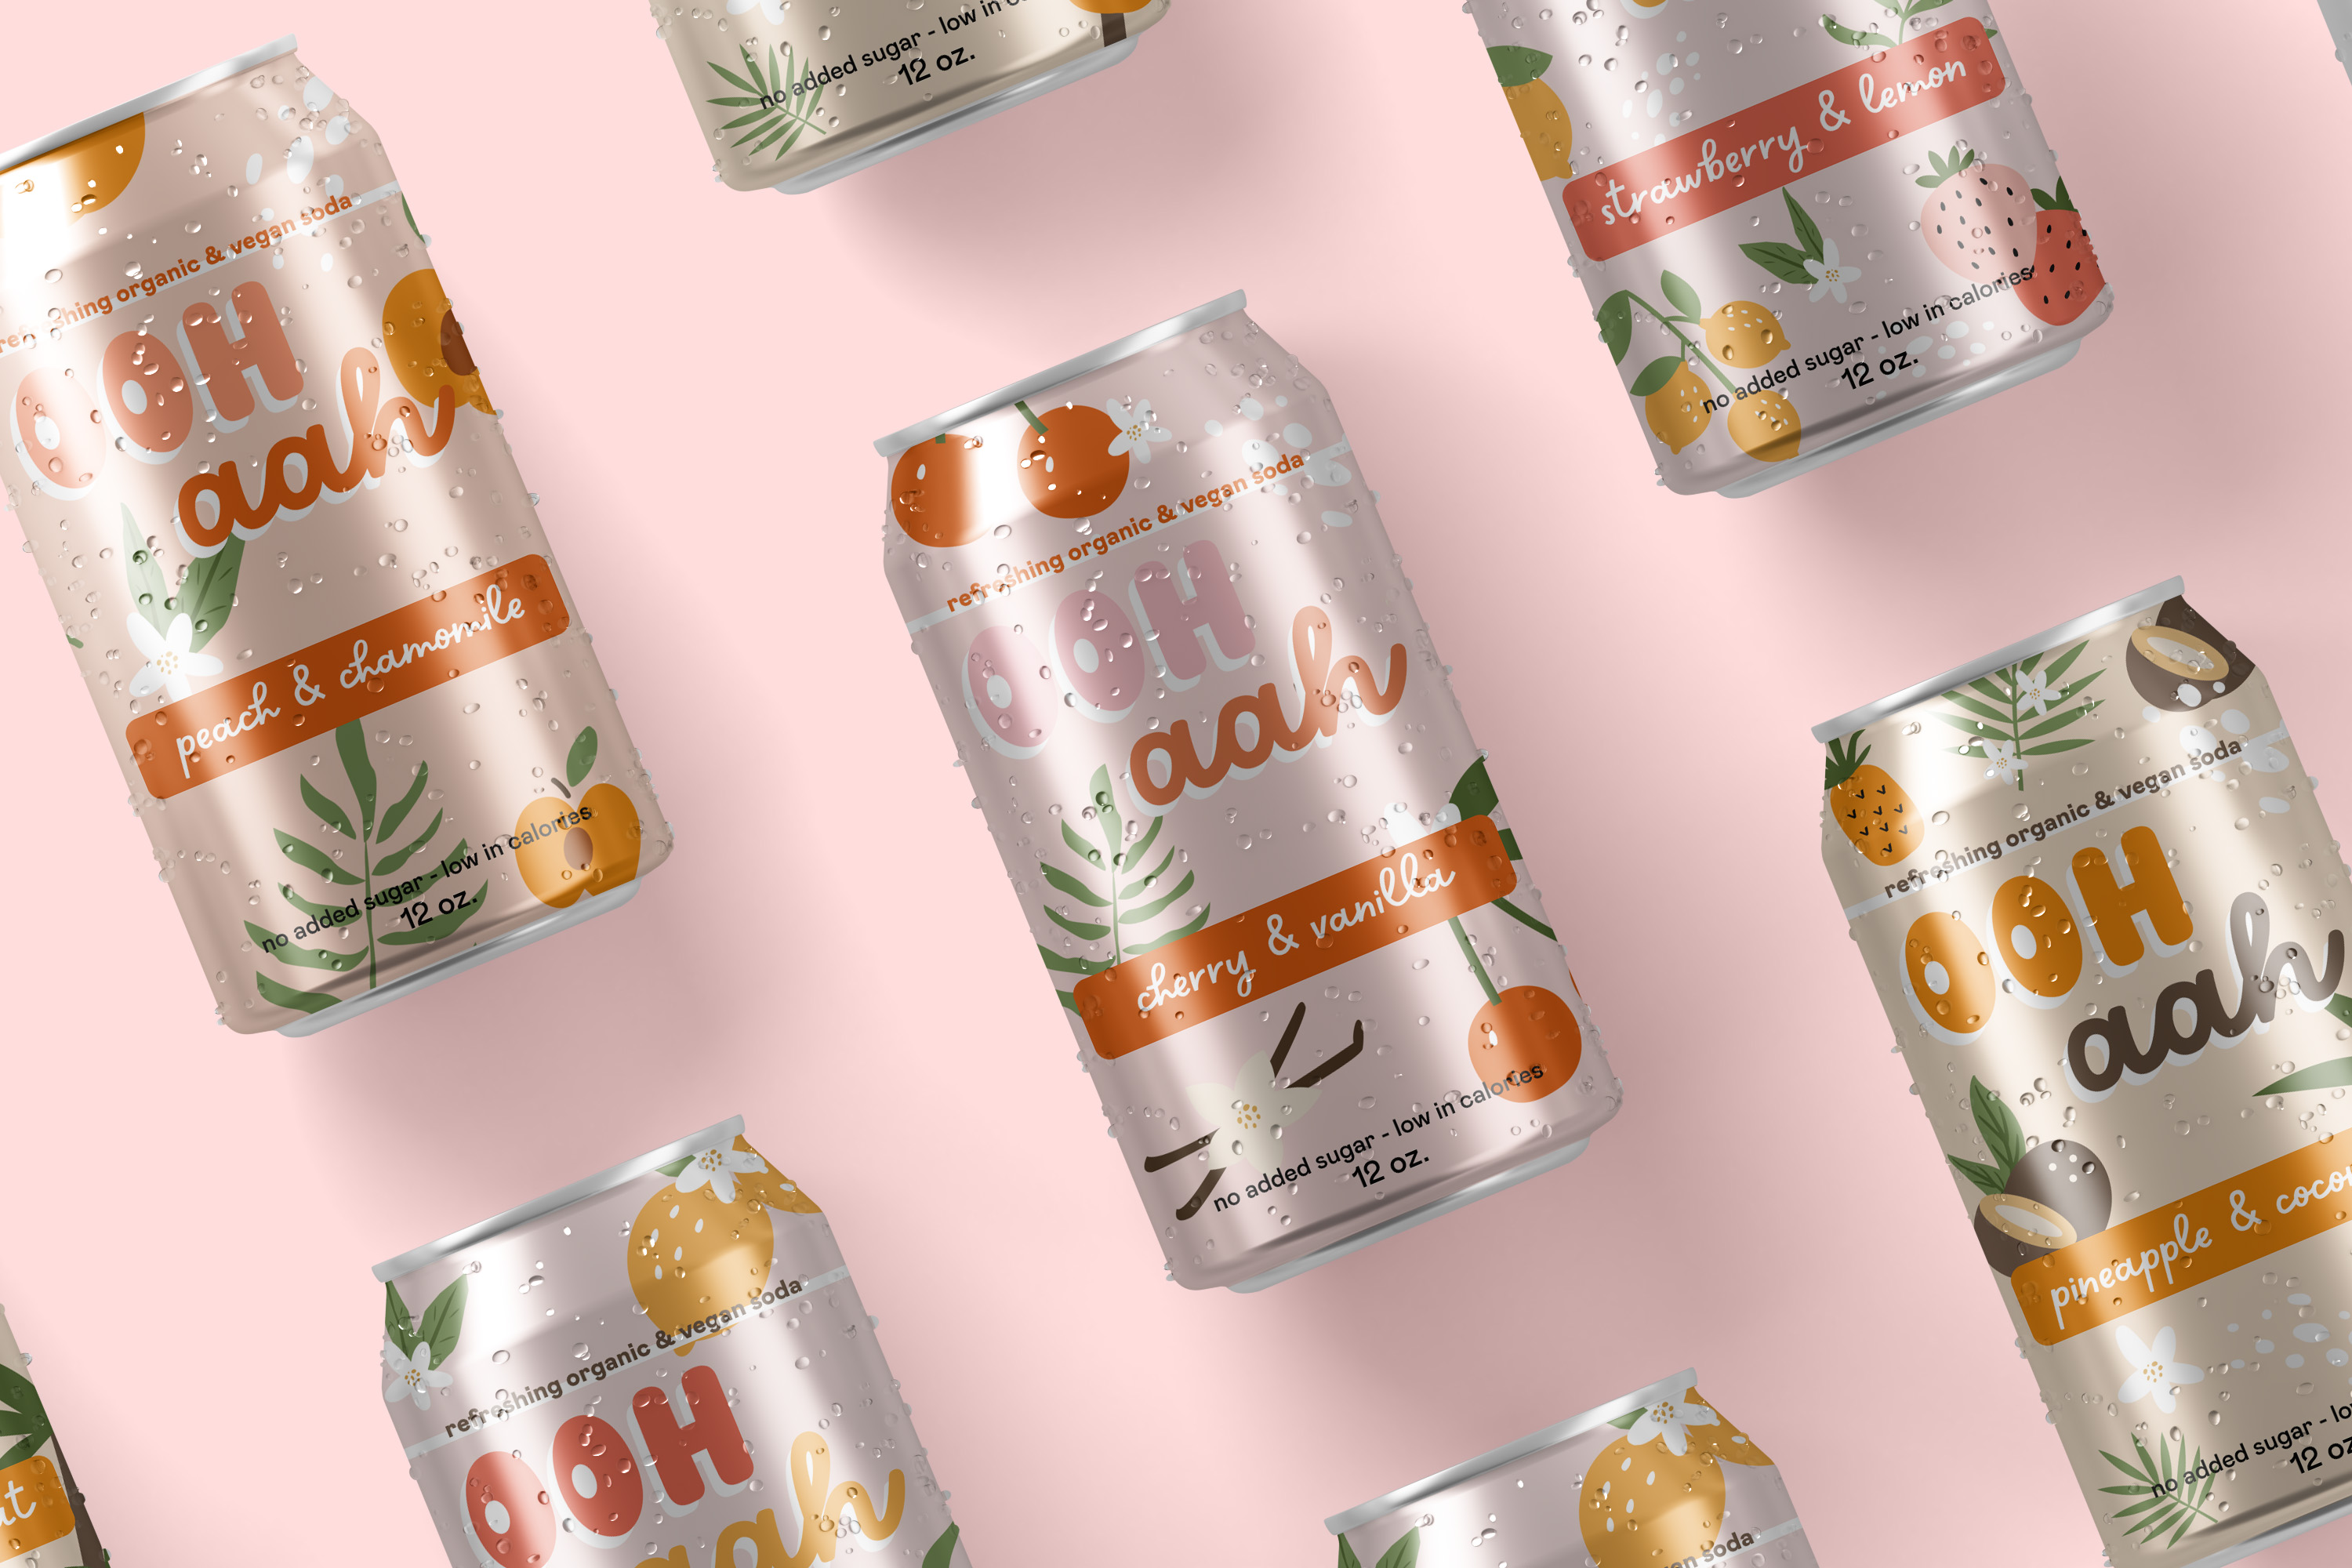 no added sugar - low in
12 oz.
strawberry & lemon
no added sugar - low in calories
12 oz.
refreshing organic & vegan soda
OOH
aah
peach & chamomile
no added sugar - low in calories
12 oz.
refreshing organic & vegan soda
OOH
aah
cherry & vanilla
no added sugar - low in calories
12 oz.
refreshing organic & vegan soda
OOH
aah
pineapple &
no added sugar -
12 oz
refreshing organic & vegan soda
OOH
aah
soda